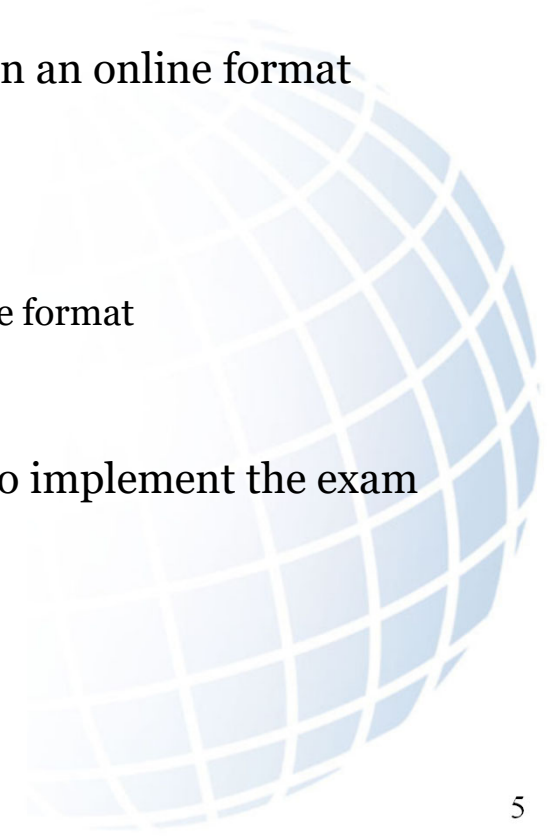 n an online format
e format
o implement the exam
5